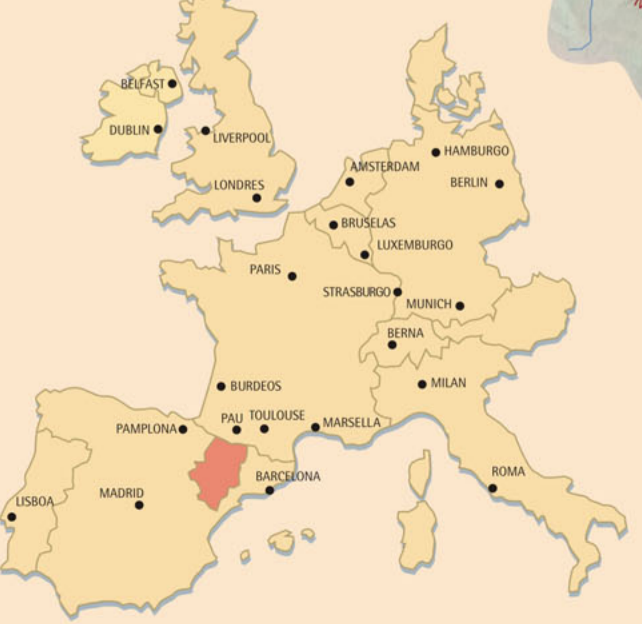 BELFAST
DUBLIN
LIVERPOOL
LONDRES
AMSTERDAM
HAMBURGO
BERLIN
BRUSELAS
LUXEMBURGO
PARIS
STRASBURGO
MUNICH
BERNA
MILAN
BURDEOS
PAMPLONA
PAU
TOULOUSE
MARSELLA
BARCELONA
ROMA
MADRID
LISBOA